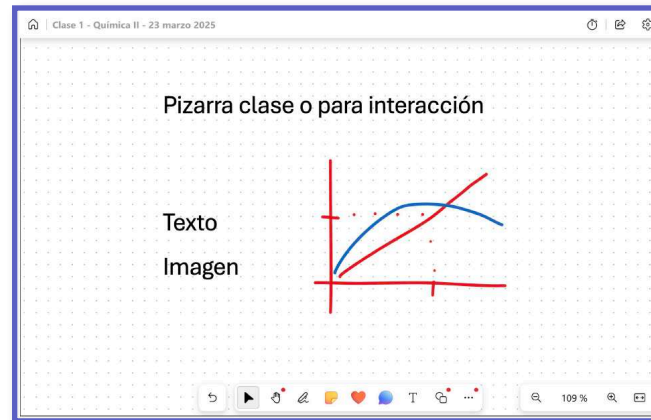 Clase 1 - Química II - 23 marzo 2025
Pizarra clase o para interacción
Texto
Imagen
T
109 %